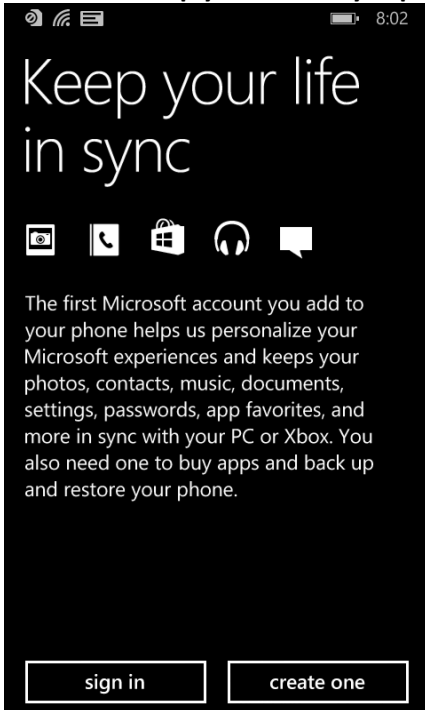 8:02
Keep your life
in sync
The first Microsoft account you add to
your phone helps us personalize your
Microsoft experiences and keeps your
photos, contacts, music, documents,
settings, passwords, app favorites, and
more in sync with your PC or Xbox. You
also need one to buy apps and back up
and restore your phone.
sign in
create one